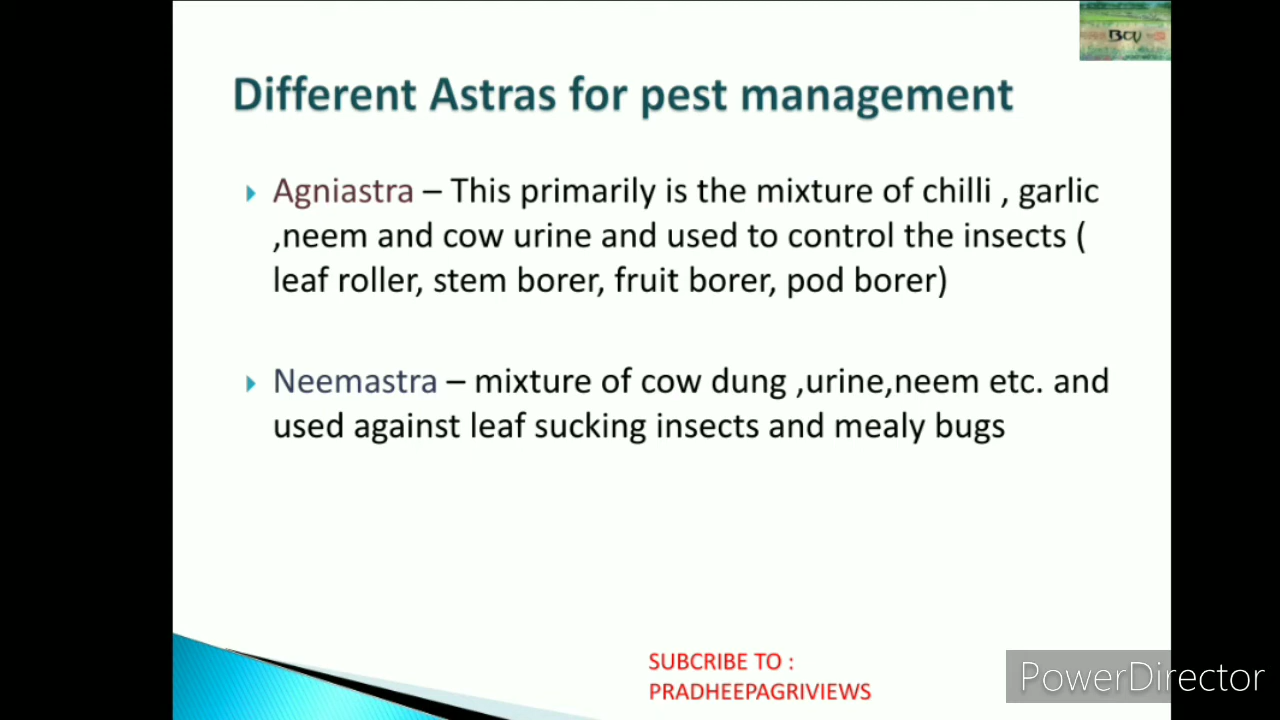 Different Astras for pest management
Agniastra – This primarily is the mixture of chilli , garlic
,neem and cow urine and used to control the insects (
leaf roller, stem borer, fruit borer, pod borer)
Neemastra – mixture of cow dung ,urine,neem etc. and
used against leaf sucking insects and mealy bugs
SUBCRIBE TO :
PRADHEEPAGRIVIEWS
PowerDirector